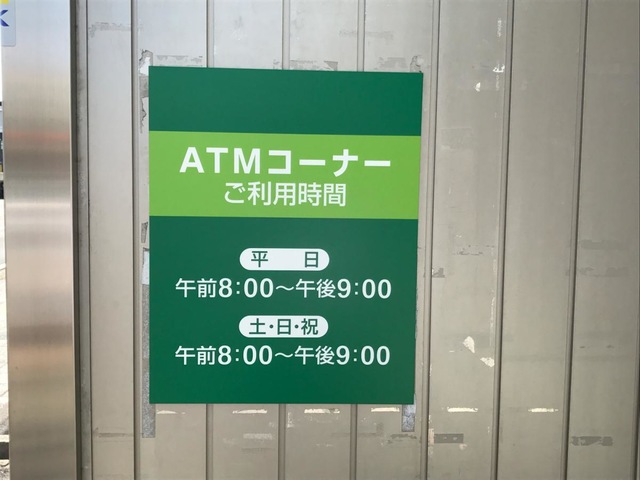 ATMコーナー
ご利用時間
平 日
午前8:00～午後9:00
土・日・祝
午前8:00～午後9:00